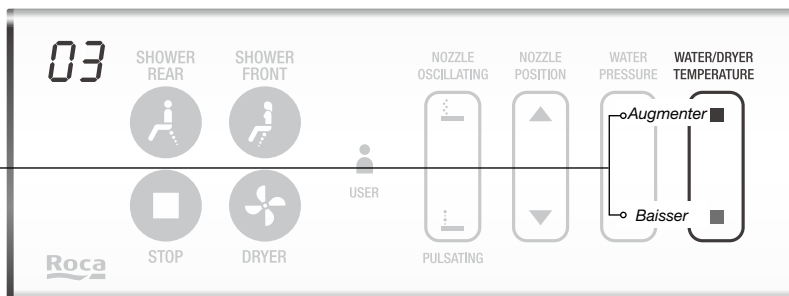 03
SHOWER
REAR
SHOWER
FRONT
NOZZLE
OSCILLATING
NOZZLE
POSITION
WATER
PRESSURE
WATER/DRYER
TEMPERATURE
Augmenter
USER
Baisser
STOP
DRYER
PULSATING
Roca